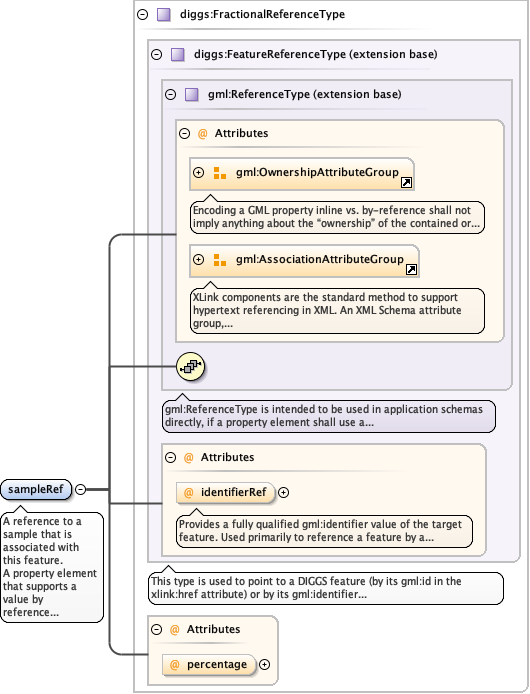 diggs:FractionalReferenceType
diggs:FeatureReferenceType (extension base)
gml:ReferenceType (extension base)
@ Attributes
gml:OwnershipAttributeGroup
Encoding a GML property inline vs. by-reference shall not
imply anything about the “ownership” of the contained or...
gml:AssociationAttributeGroup
XLink components are the standard method to support
hypertext referencing in XML. An XML Schema attribute
group,...
gml:ReferenceType is intended to be used in application schemas
directly, if a property element shall use a...
@ Attributes
@ identifierRef
Provides a fully qualified gml:identifier value of the target
feature. Used primarily to reference a feature by a...
sampleRef
A reference to a
sample that is
associated with
this feature.
A property element
that supports a
value by
reference...
This type is used to point to a DIGGS feature (by its gml:id in the
xlink:href attribute) or by its gml:identifier...
@ Attributes
@ percentage